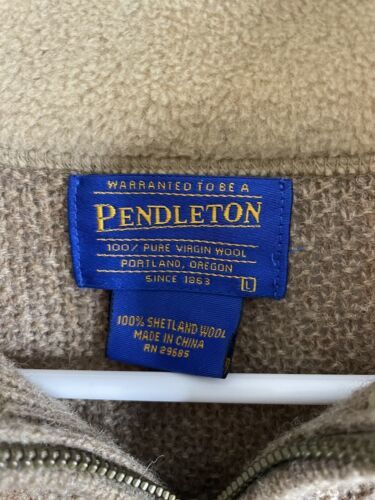 WARRANTED TO BE A
PENDLETON
100% PURE VIRGIN WOOL
PORTLAND, OREGON
SINCE 1863
L
100% SHETLAND WOOL
MADE IN CHINA
RN 29685